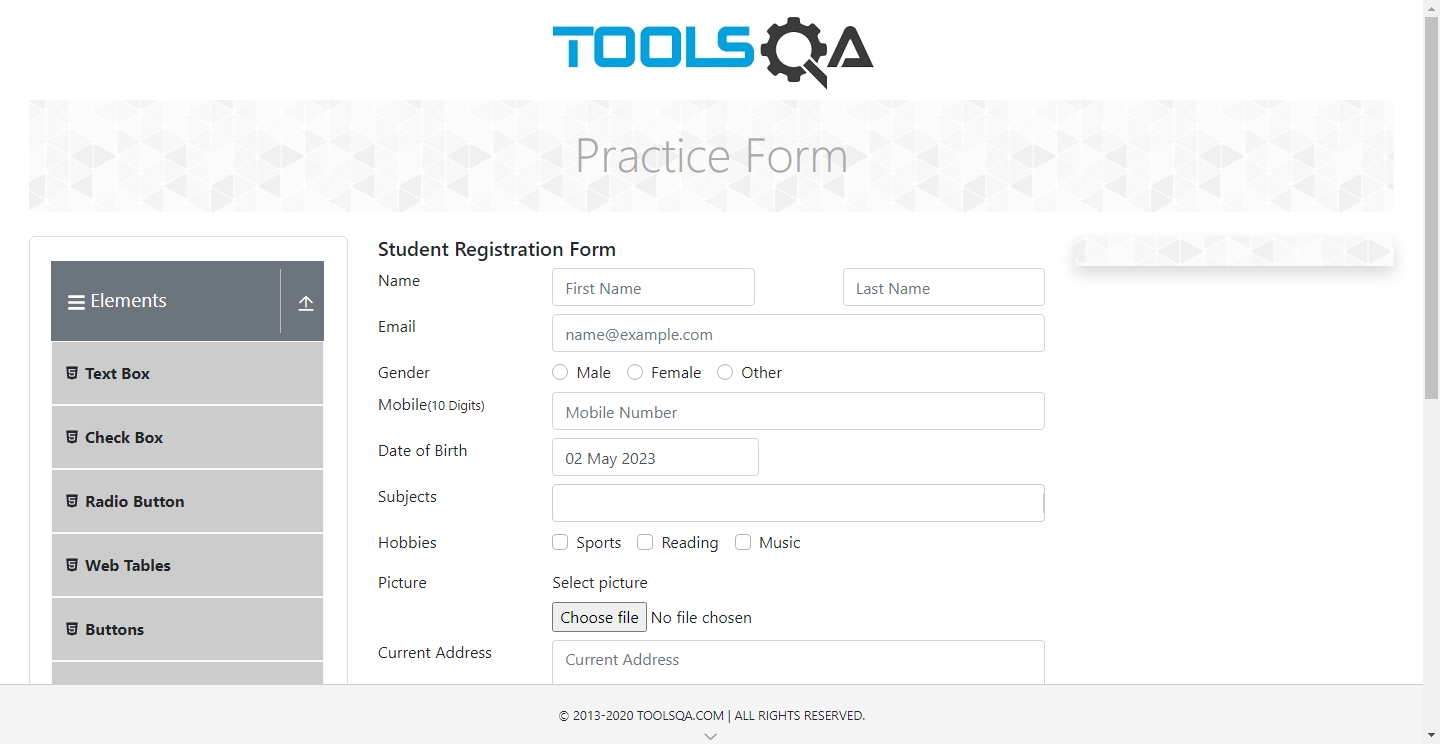 TOOLSQA
Practice Form
Elements
Text Box
Check Box
Radio Button
Web Tables
Buttons
Student Registration Form
Name
First Name
Last Name
Email
name@example.com
Gender
Male Female Other
Mobile(10 Digits)
Mobile Number
Date of Birth
02 May 2023
Subjects
Hobbies
Sports Reading Music
Picture
Select picture
Choose file No file chosen
Current Address
Current Address
© 2013-2020 TOOLSQA.COM | ALL RIGHTS RESERVED.